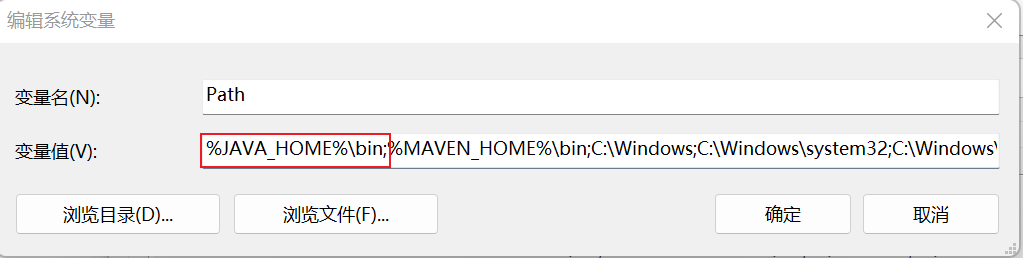 编辑系统变量
变量名(N):
Path
变量值(V):
%JAVA_HOME%\bin;%MAVEN_HOME%\bin;C:\Windows;C:\Windows\system32;C:\Windows\
浏览目录(D)...
浏览文件(F)...
确定
取消